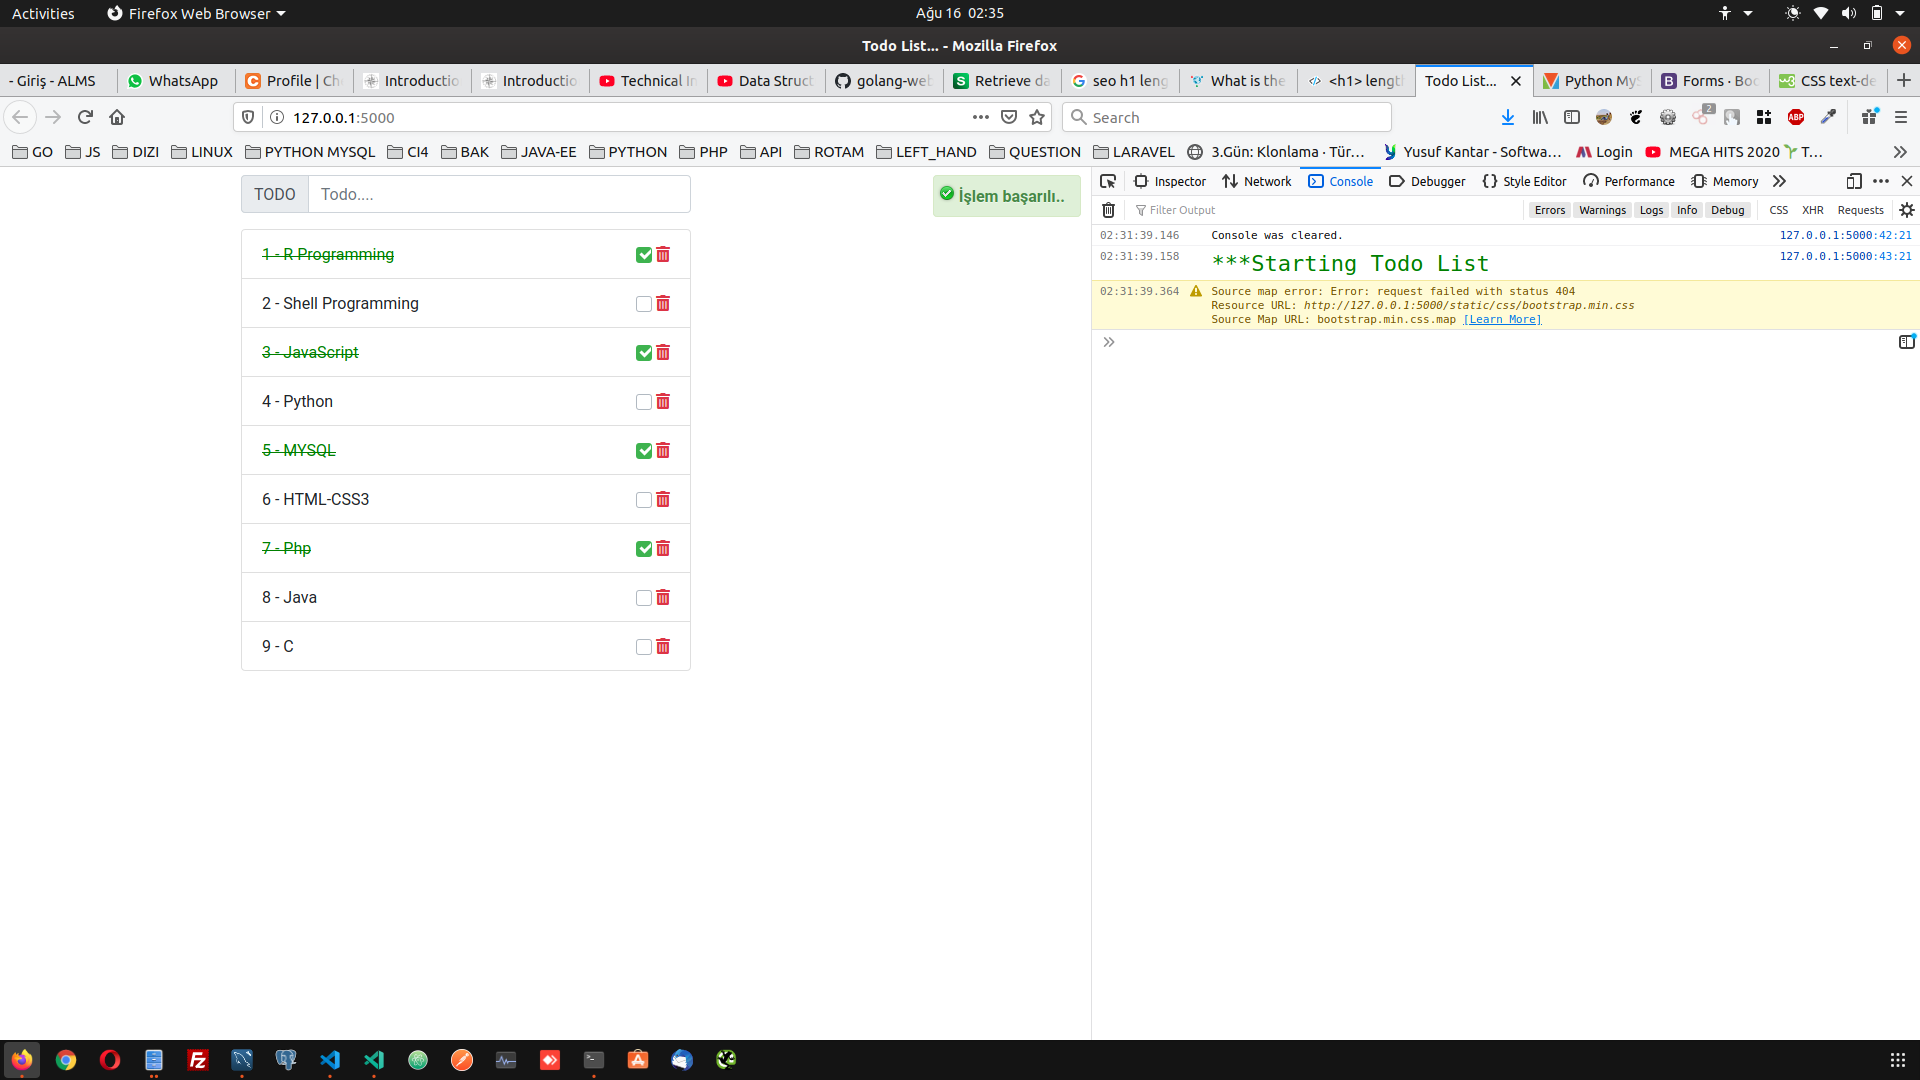 Activities
Firefox Web Browser
Ağu 16 02:35
Todo List... - Mozilla Firefox
- Giriş - ALMS
WhatsApp
Profile | Ch
Introductio
Introductio
Technical In
Data Struct
golang-web
Retrieve da
seo h1 leng
What is the
<h1> length
Todo List...
Python MyS
Forms · Boo
CSS text-de
127.0.0.1:5000
Search
2
ABP
GO
JS
DIZI
LINUX
PYTHON MYSQL
CI4
BAK
JAVA-EE
PYTHON
PHP
API
ROTAM
LEFT_HAND
QUESTION
LARAVEL
3.Gün: Klonlama · Tür...
Yusuf Kantar - Softwa...
Login
MEGA HITS 2020 T...
TODO
Todo....
İşlem başarılı..
1 - R Programming
2 - Shell Programming
3 - JavaScript
4 - Python
5 - MYSQL
6 - HTML-CSS3
7 - Php
8 - Java
9 - C
Inspector
Network
Console
Debugger
Style Editor
Performance
Memory
Filter Output
Errors
Warnings
Logs
Info
Debug
CSS
XHR
Requests
02:31:39.146 Console was cleared. 127.0.0.1:5000:42:21
02:31:39.158 ***Starting Todo List 127.0.0.1:5000:43:21
02:31:39.364 Source map error: Error: request failed with status 404
Resource URL: http://127.0.0.1:5000/static/css/bootstrap.min.css
Source Map URL: bootstrap.min.css.map [Learn More]